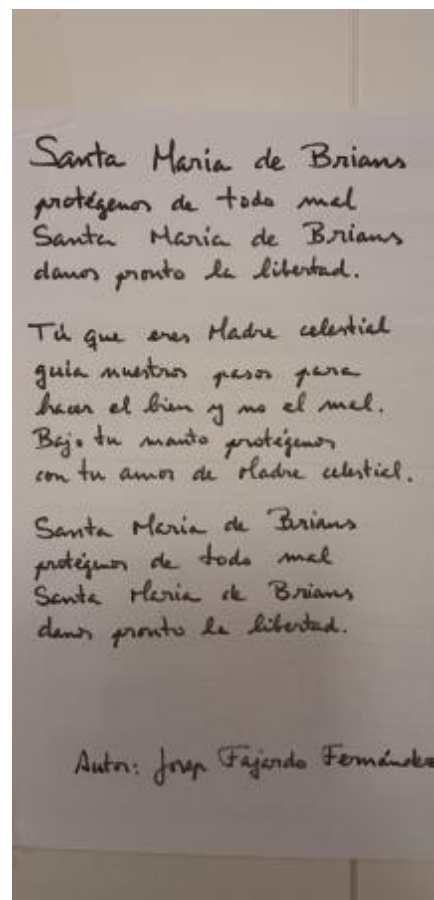 Santa Maria de Brians
protégenos de todo mal
Santa Maria de Brians
danos pronto la libertad.
Tú que eres Madre celestial
guia nuestros pasos para
hacer el bien y no el mal.
Bajo tu manto protégenos
con tu amor de Madre celestial.
Santa Maria de Brians
protégenos de todo mal
Santa Maria de Brians
danos pronto la libertad.
Autor: Josep Fajardo Fernández